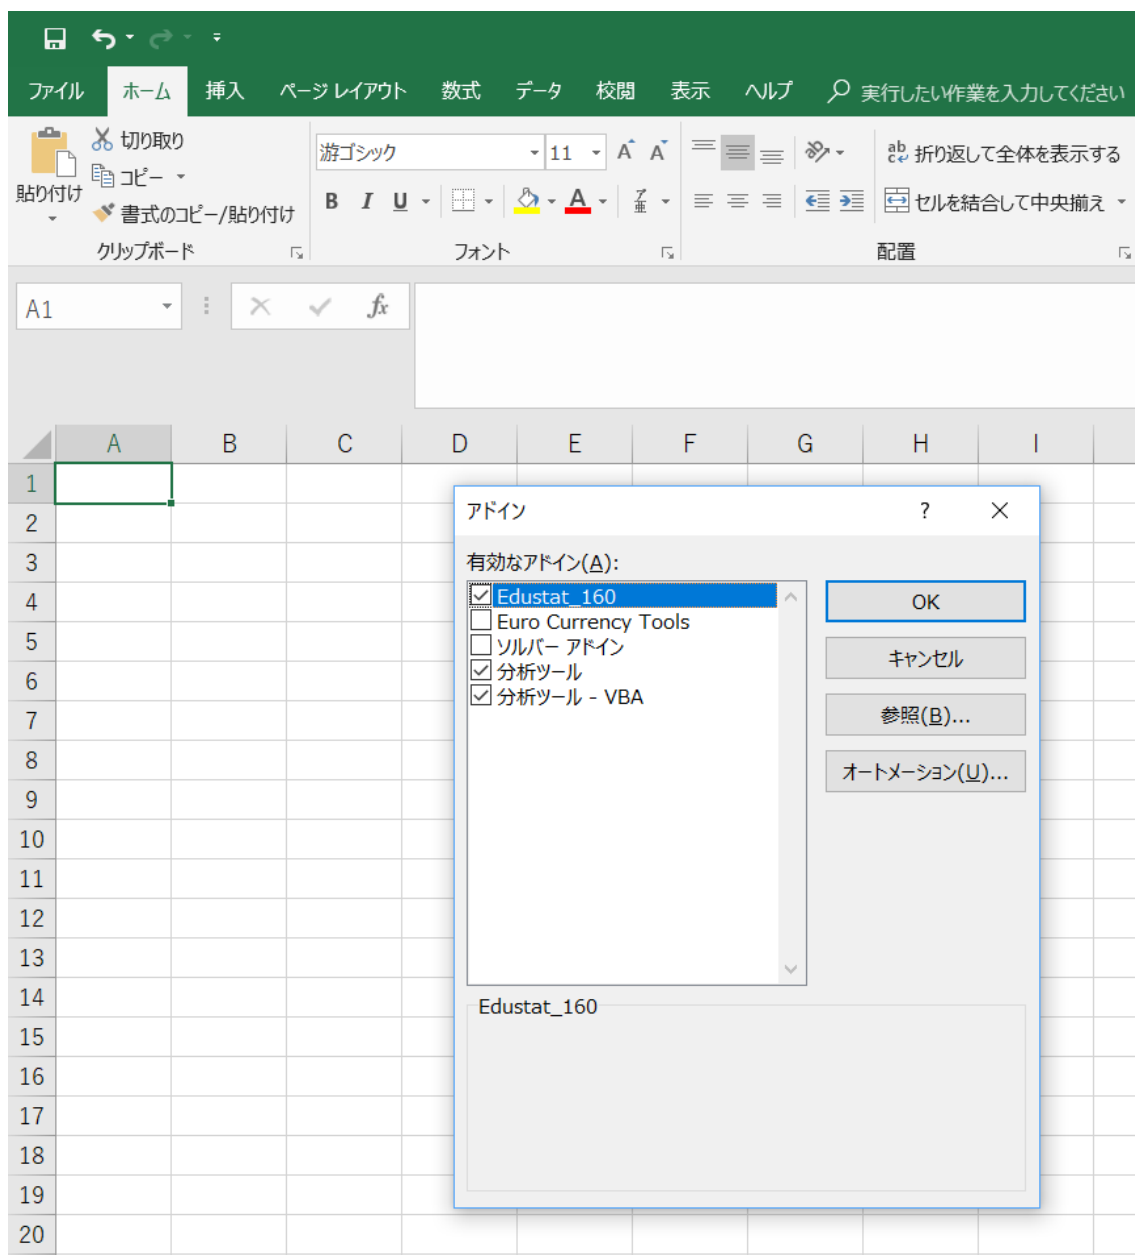 ファイル ホーム 挿入 ページ レイアウト 数式 データ 校閲 表示 ヘルプ 実行したい作業を入力してください
切り取り
コピー
書式のコピー/貼り付け
貼り付け
クリップボード
游ゴシック 11 A A
B I U A ア亜
フォント
ab 折り返して全体を表示する
セルを結合して中央揃え
配置
A1 fx
A B C D E F G H I
1
2
3
4
5
6
7
8
9
10
11
12
13
14
15
16
17
18
19
20
アドイン ?
有効なアドイン(A):
Edustat_160
Euro Currency Tools
ソルバー アドイン
分析ツール
分析ツール - VBA
OK
キャンセル
参照(B)...
オートメーション(U)...
Edustat_160